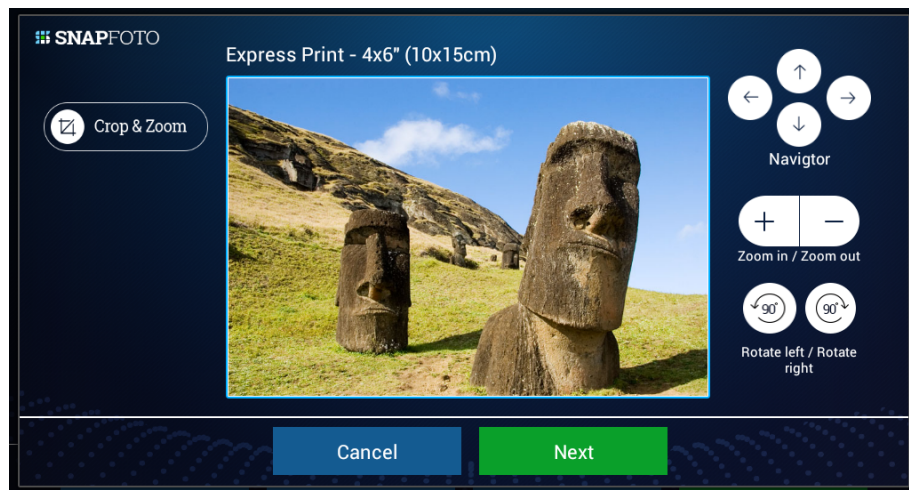 SNAPFOTO
Express Print - 4x6" (10x15cm)
Crop & Zoom
Navigtor
Zoom in / Zoom out
90°
90°
Rotate left / Rotate
right
Cancel
Next